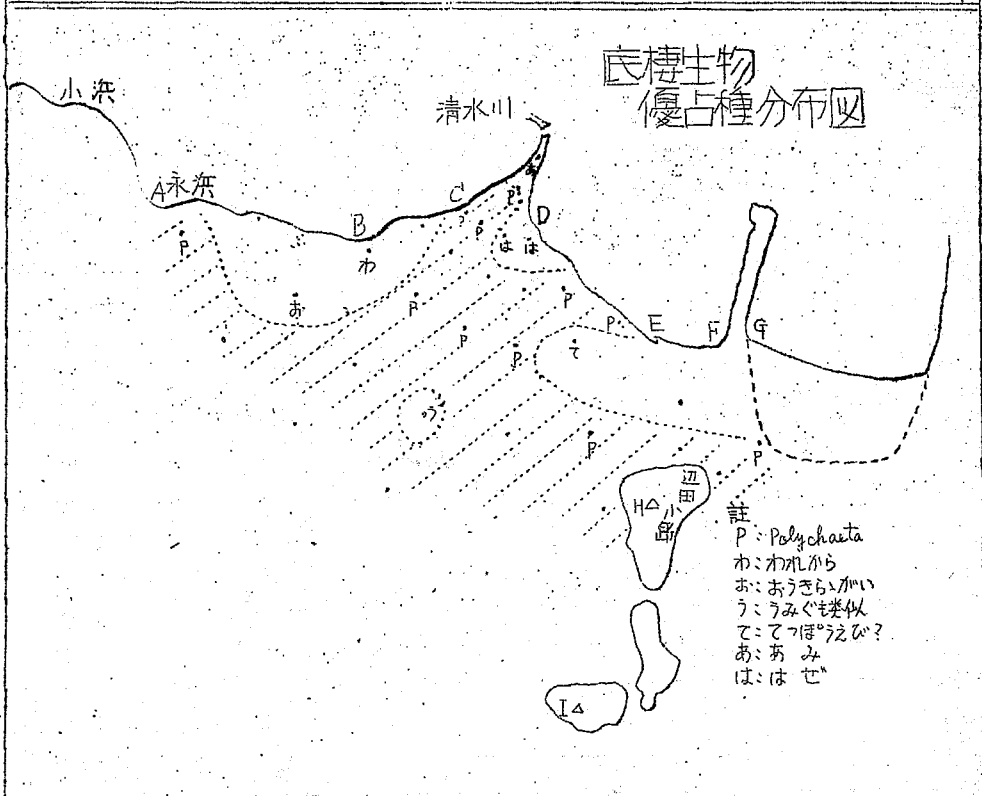 底棲生物
優占種分布図
小浜
清水川
A永浜
B
C
D
E
F
G
あ
P
P
は は
P
わ
お
P
P
P
P
P
て
う
P
P
辺田
小島
H
I
註
P：Polychaeta
わ：われから
お：おうきらゝがい
う：うみぐも類似
て：てっぽうえび？
あ：あみ
は：はぜ